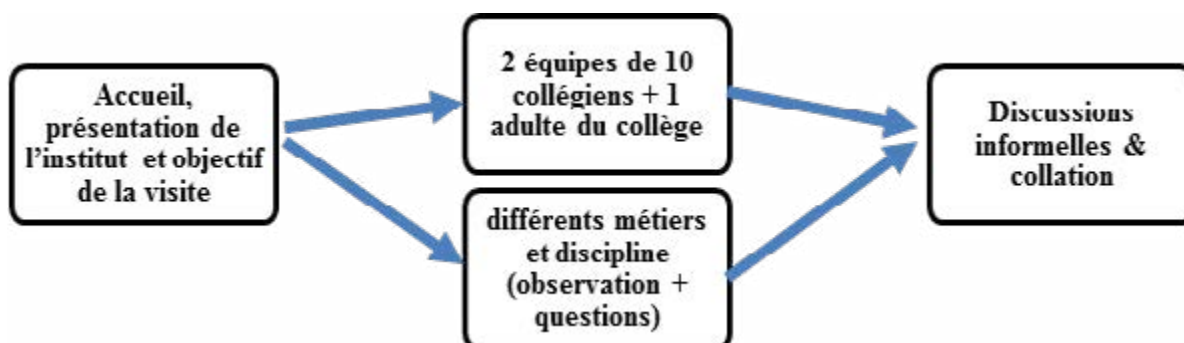 Accueil,
présentation de
l'institut et objectif
de la visite
2 équipes de 10
collégiens + 1
adulte du collège
différents métiers
et discipline
(observation +
questions)
Discussions
informelles &
collation